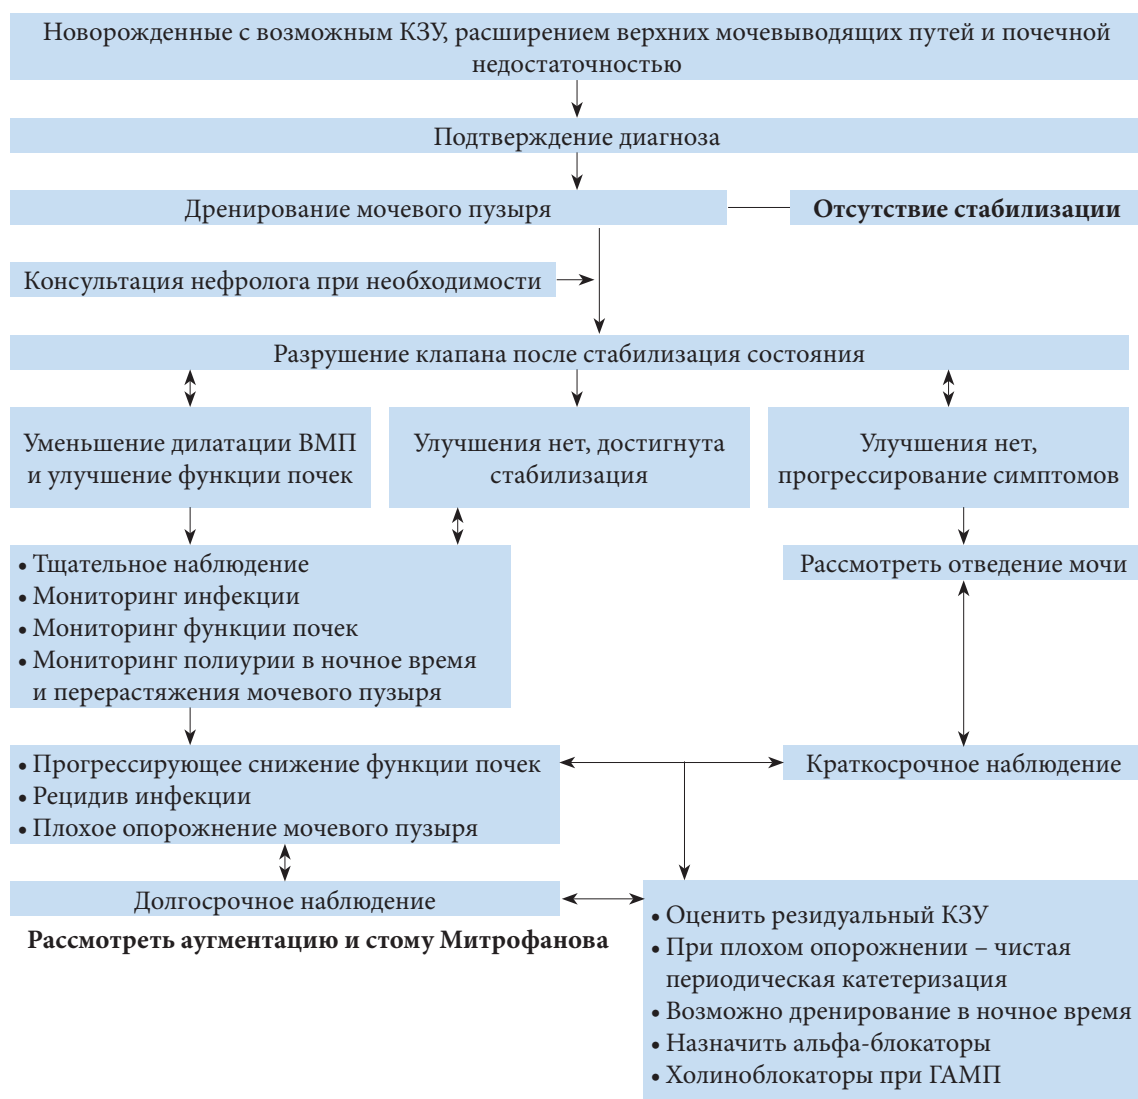 Новорожденные с возможным КЗУ, расширением верхних мочевыводящих путей и почечной
недостаточностью
Подтверждение диагноза
Дренирование мочевого пузыря
Отсутствие стабилизации
Консультация нефролога при необходимости
Разрушение клапана после стабилизация состояния
Уменьшение дилатации ВМП
и улучшение функции почек
Улучшения нет, достигнута
стабилизация
Улучшения нет,
прогрессирование симптомов
• Тщательное наблюдение
• Мониторинг инфекции
• Мониторинг функции почек
• Мониторинг полиурии в ночное время
и перерастяжения мочевого пузыря
Рассмотреть отведение мочи
• Прогрессирующее снижение функции почек
• Рецидив инфекции
• Плохое опорожнение мочевого пузыря
Краткосрочное наблюдение
Долгосрочное наблюдение
Рассмотреть аугментацию и стому Митрофанова
• Оценить резидуальный КЗУ
• При плохом опорожнении – чистая
периодическая катетеризация
• Возможно дренирование в ночное время
• Назначить альфа-блокаторы
• Холиноблокаторы при ГАМП